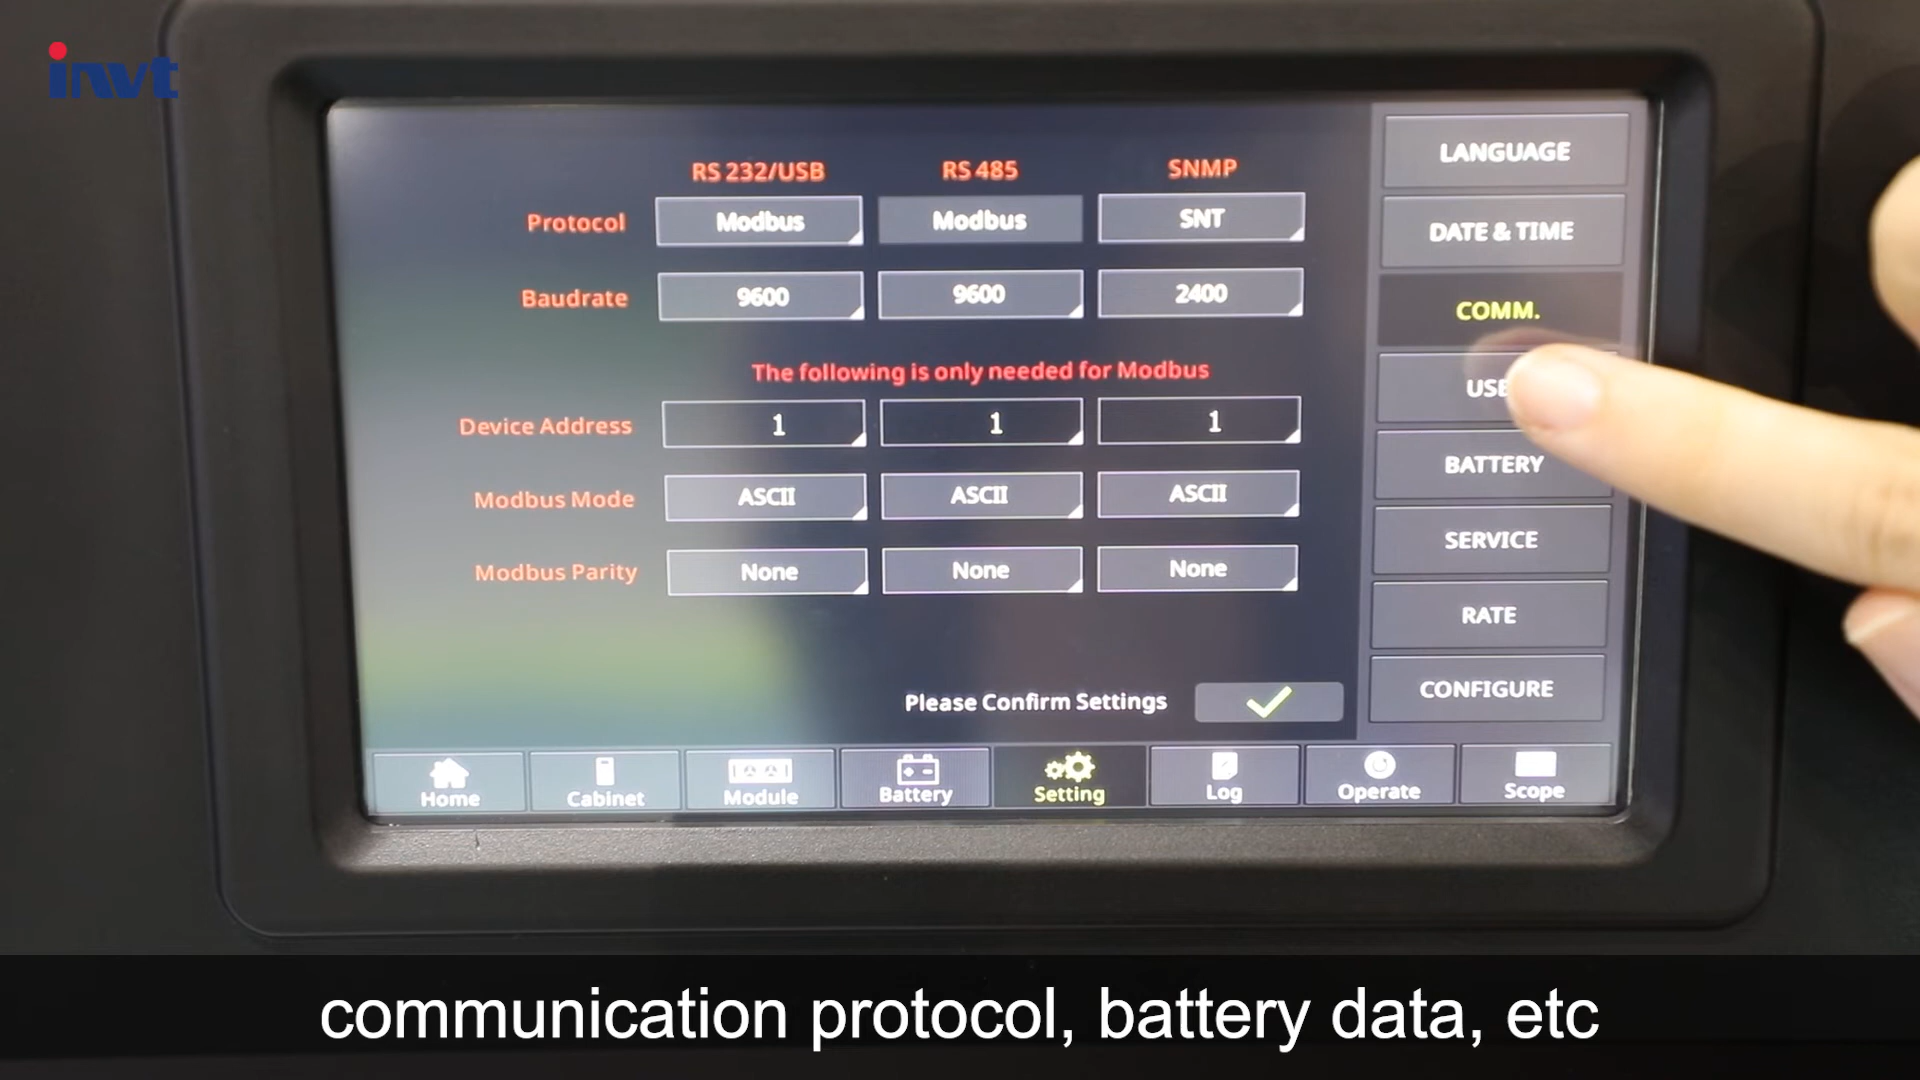 invt
RS 232/USB RS 485 SNMP
Protocol Modbus Modbus SNT
Baudrate 9600 9600 2400
The following is only needed for Modbus
Device Address 1 1 1
Modbus Mode ASCII ASCII ASCII
Modbus Parity None None None
Please Confirm Settings
LANGUAGE
DATE & TIME
COMM.
BATTERY
SERVICE
RATE
CONFIGURE
Home Cabinet Module Battery Setting Log Operate Scope
communication protocol, battery data, etc